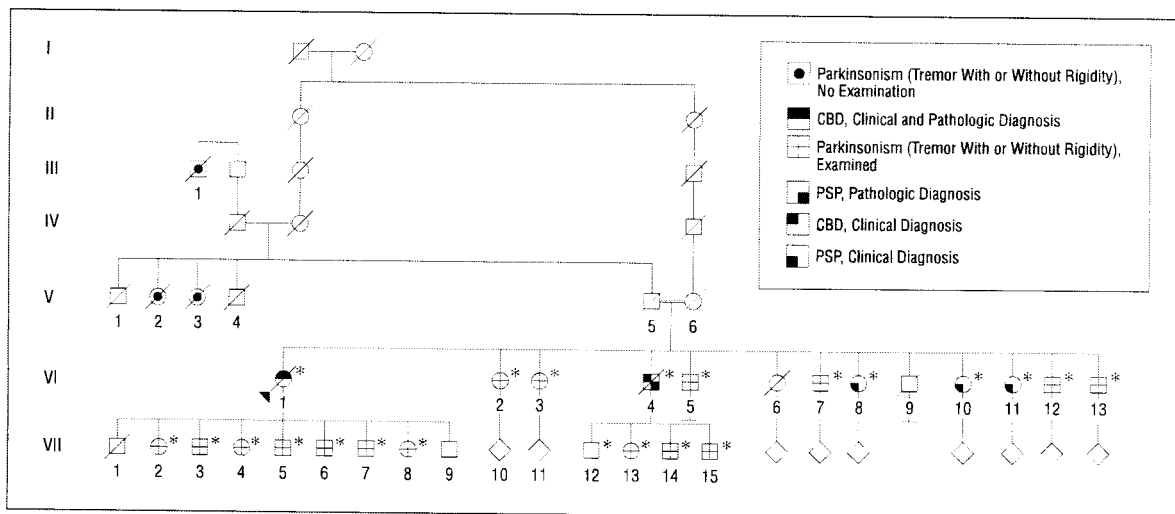 I
II
III
IV
V
VI
VII
Parkinsonism (Tremor With or Without Rigidity),
No Examination
CBD, Clinical and Pathologic Diagnosis
Parkinsonism (Tremor With or Without Rigidity),
Examined
PSP, Pathologic Diagnosis
CBD, Clinical Diagnosis
PSP, Clinical Diagnosis
1
1 2 3 4 5 6
* * * * * * * * * * *
1 2 3 4 5 6 7 8 9 10 11 12 13
* * * * * * * * * * *
1 2 3 4 5 6 7 8 9 10 11 12 13 14 15